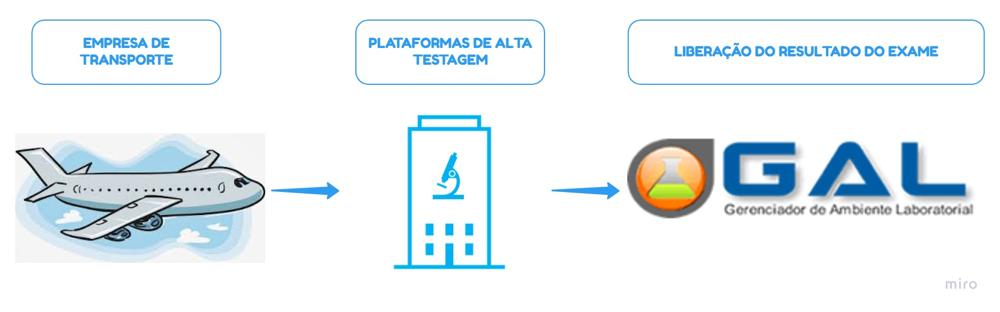 EMPRESA DE
TRANSPORTE
PLATAFORMAS DE ALTA
TESTAGEM
LIBERAÇÃO DO RESULTADO DO EXAME
GAL
Gerenciador de Ambiente Laboratorial
miro